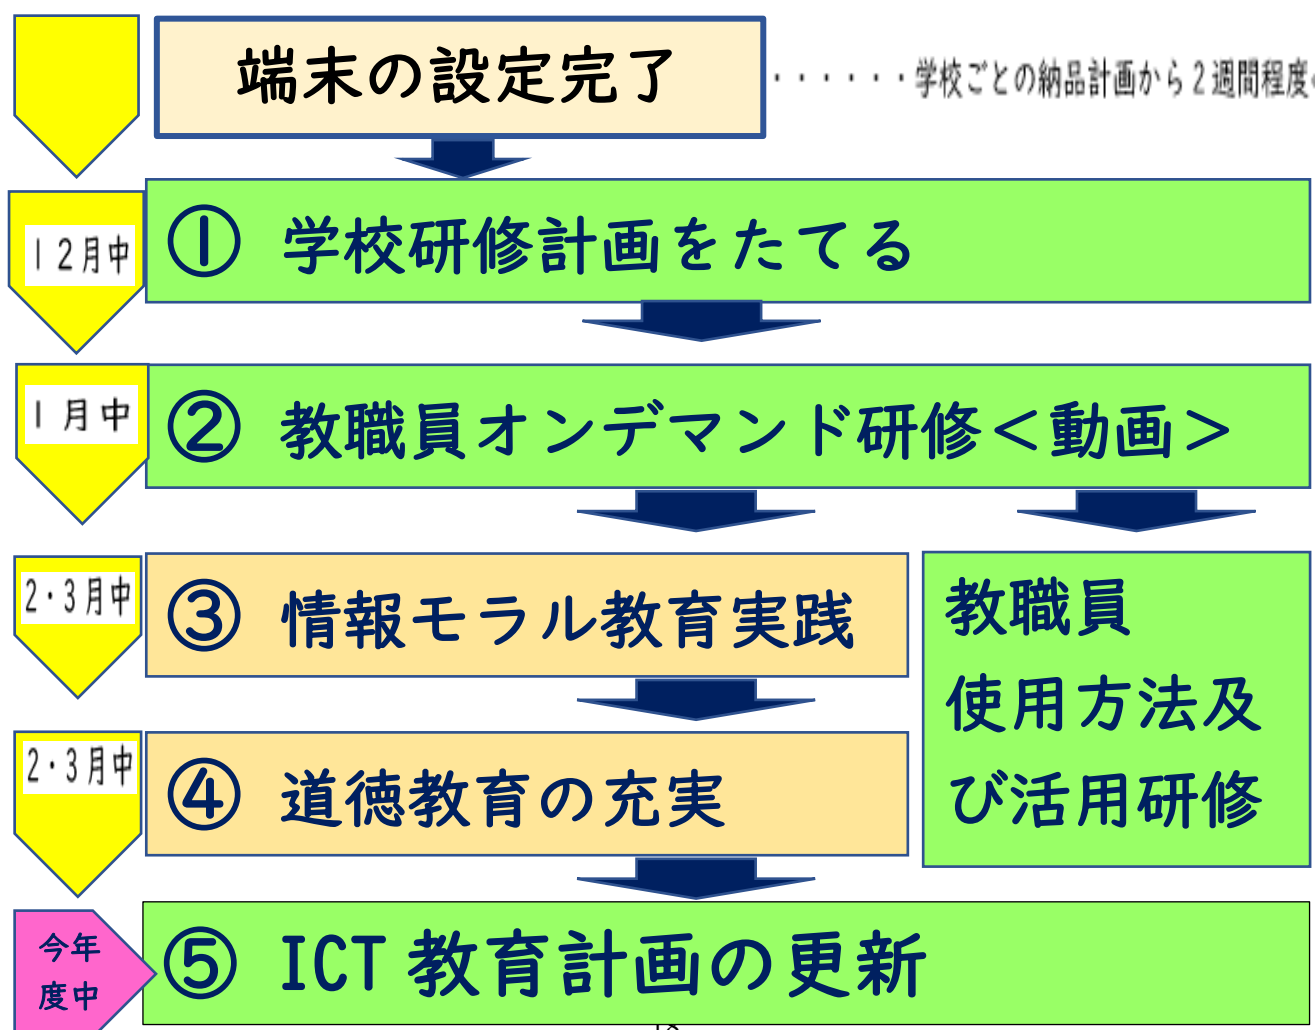 端末の設定完了
・・・・・・学校ごとの納品計画から2週間程度
12月中
① 学校研修計画をたてる
1月中
② 教職員オンデマンド研修＜動画＞
2・3月中
③ 情報モラル教育実践
2・3月中
④ 道徳教育の充実
教職員
使用方法及
び活用研修
今年
度中
⑤ ICT教育計画の更新